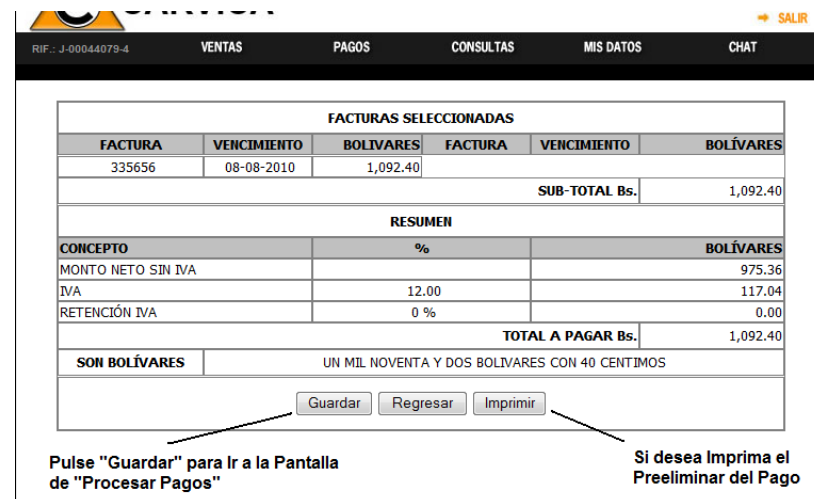 SALIR
RIF.: J-00044079-4 VENTAS PAGOS CONSULTAS MIS DATOS CHAT
FACTURAS SELECCIONADAS
FACTURA VENCIMIENTO BOLIVARES FACTURA VENCIMIENTO BOLÍVARES
335656 08-08-2010 1,092.40
SUB-TOTAL Bs. 1,092.40
RESUMEN
CONCEPTO % BOLÍVARES
MONTO NETO SIN IVA 975.36
IVA 12.00 117.04
RETENCIÓN IVA 0 % 0.00
TOTAL A PAGAR Bs. 1,092.40
SON BOLÍVARES UN MIL NOVENTA Y DOS BOLIVARES CON 40 CENTIMOS
Guardar Regresar Imprimir
Pulse "Guardar" para Ir a la Pantalla
de "Procesar Pagos"
Si desea Imprima el
Preeliminar del Pago